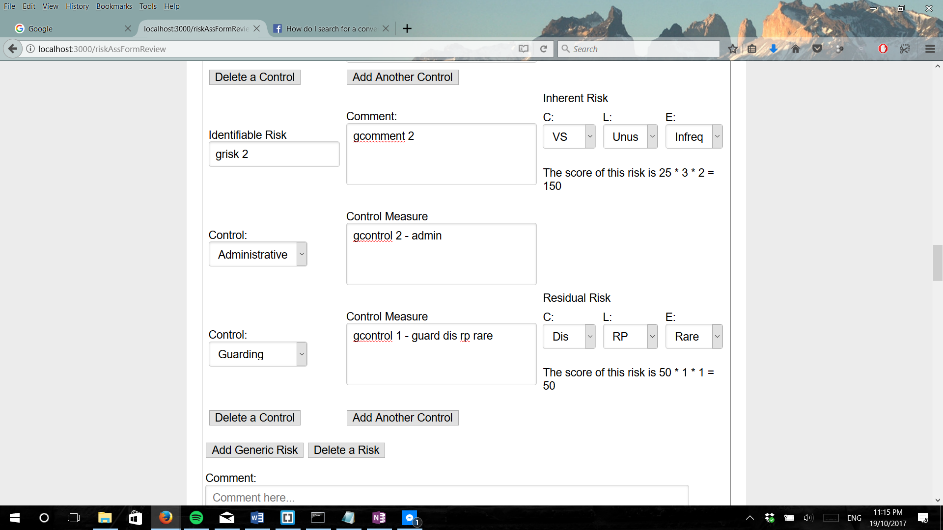 File Edit View History Bookmarks Tools Help
Google
localhost:3000/riskAssFormRevie
How do I search for a conve
localhost:3000/riskAssFormReview
Search
Delete a Control
Add Another Control
Inherent Risk
Comment:
C: L: E:
Identifiable Risk
gcomment 2
VS Unus Infreq
grisk 2
The score of this risk is 25 * 3 * 2 =
150
Control Measure
Control:
gcontrol 2 - admin
Administrative
Residual Risk
Control Measure
C: L: E:
Control:
gcontrol 1 - guard dis rp rare
Dis RP Rare
Guarding
The score of this risk is 50 * 1 * 1 =
50
Delete a Control
Add Another Control
Add Generic Risk
Delete a Risk
Comment:
Comment here...
1
ENG
11:15 PM
19/10/2017